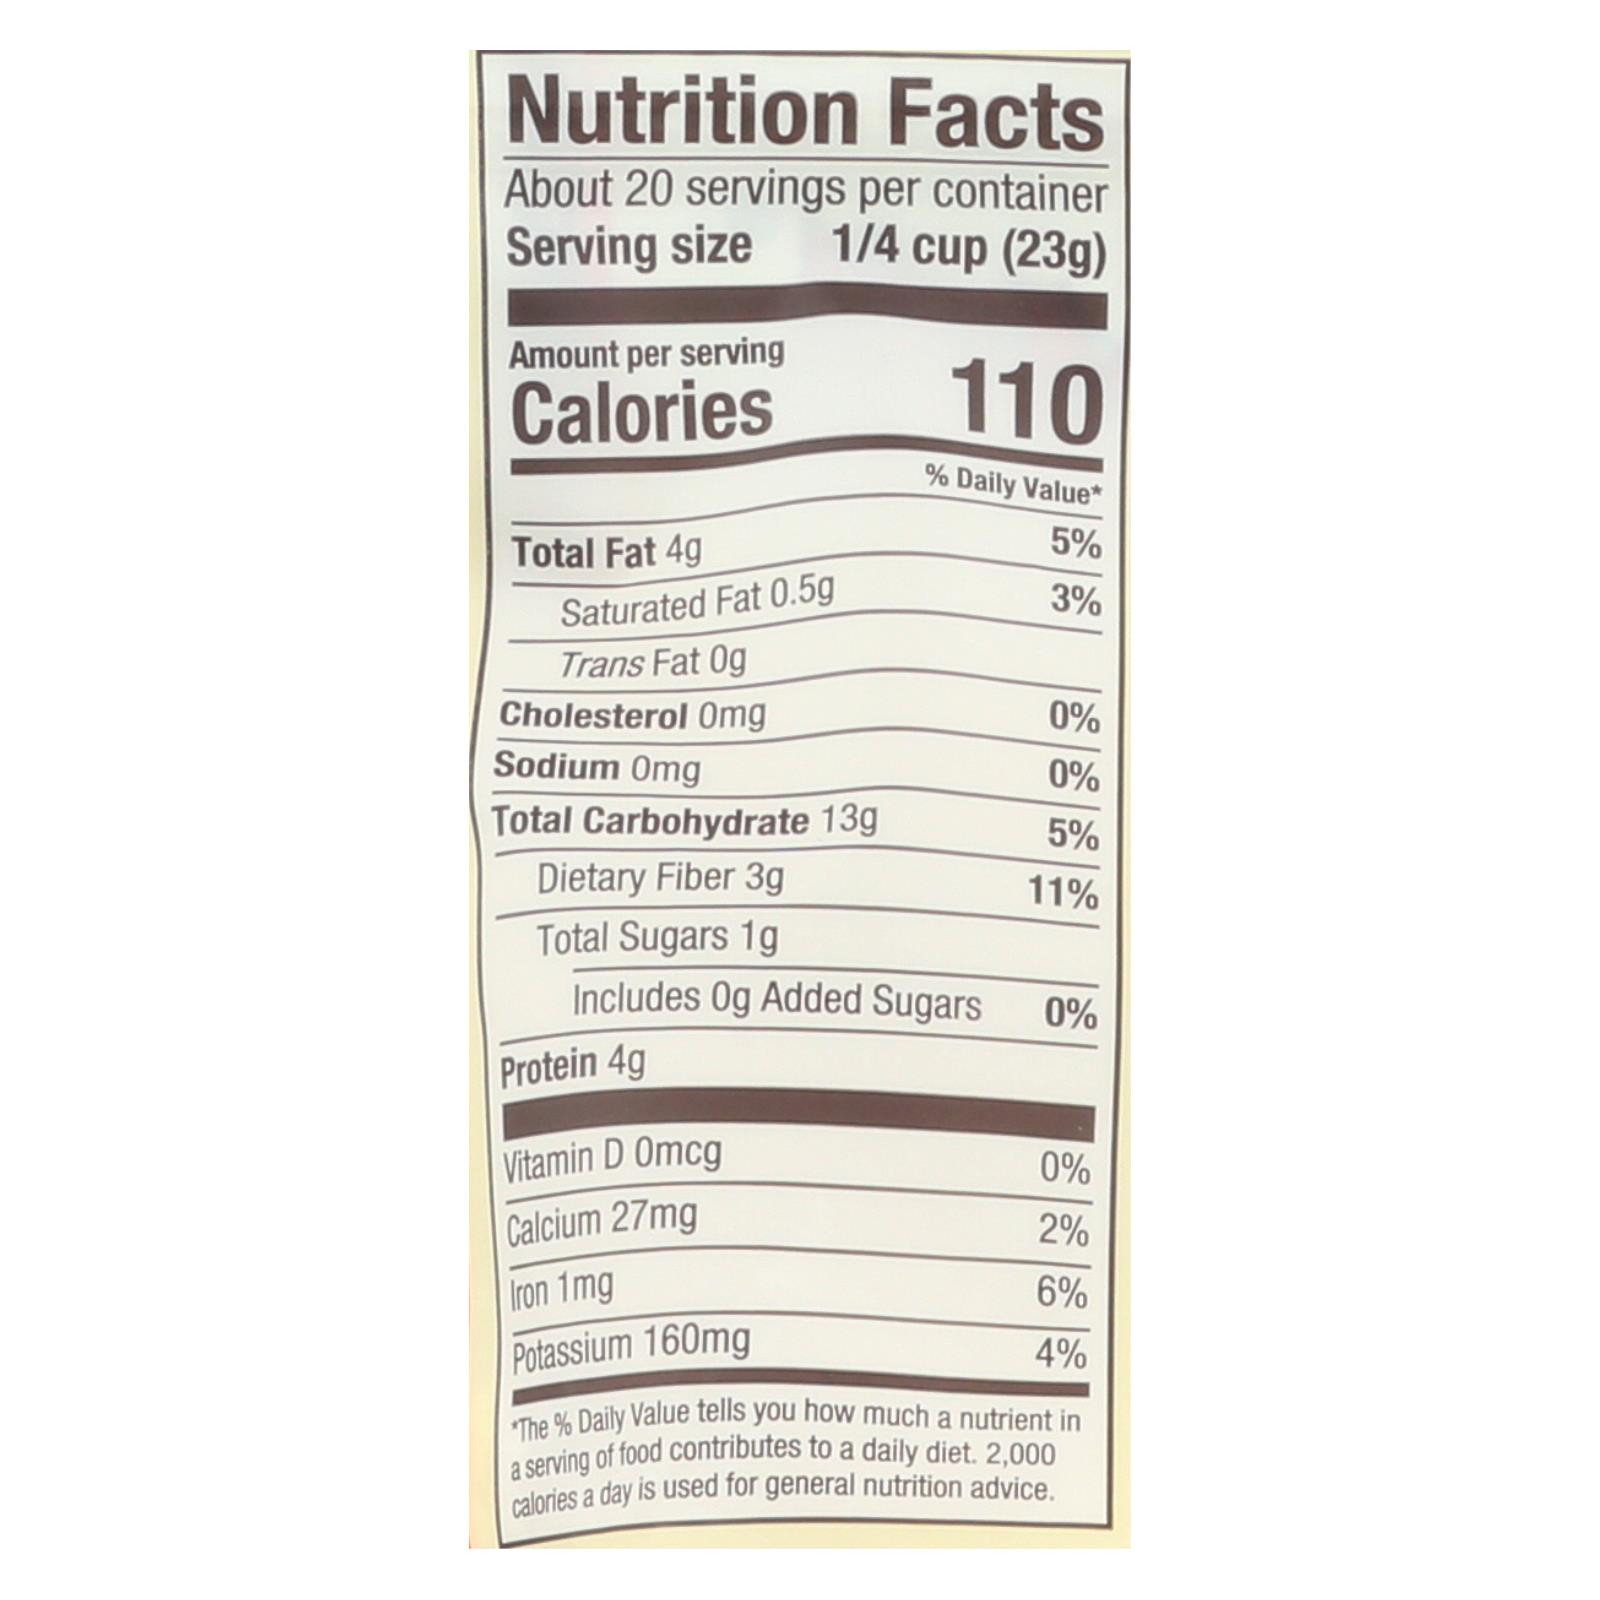 Nutrition Facts
About 20 servings per container
Serving size 1/4 cup (23g)
Amount per serving
Calories 110
% Daily Value*
Total Fat 4g 5%
Saturated Fat 0.5g 3%
Trans Fat 0g
Cholesterol 0mg 0%
Sodium 0mg 0%
Total Carbohydrate 13g 5%
Dietary Fiber 3g 11%
Total Sugars 1g
Includes 0g Added Sugars 0%
Protein 4g
Vitamin D 0mcg 0%
Calcium 27mg 2%
Iron 1mg 6%
Potassium 160mg 4%
*The % Daily Value tells you how much a nutrient in
a serving of food contributes to a daily diet. 2,000
calories a day is used for general nutrition advice.